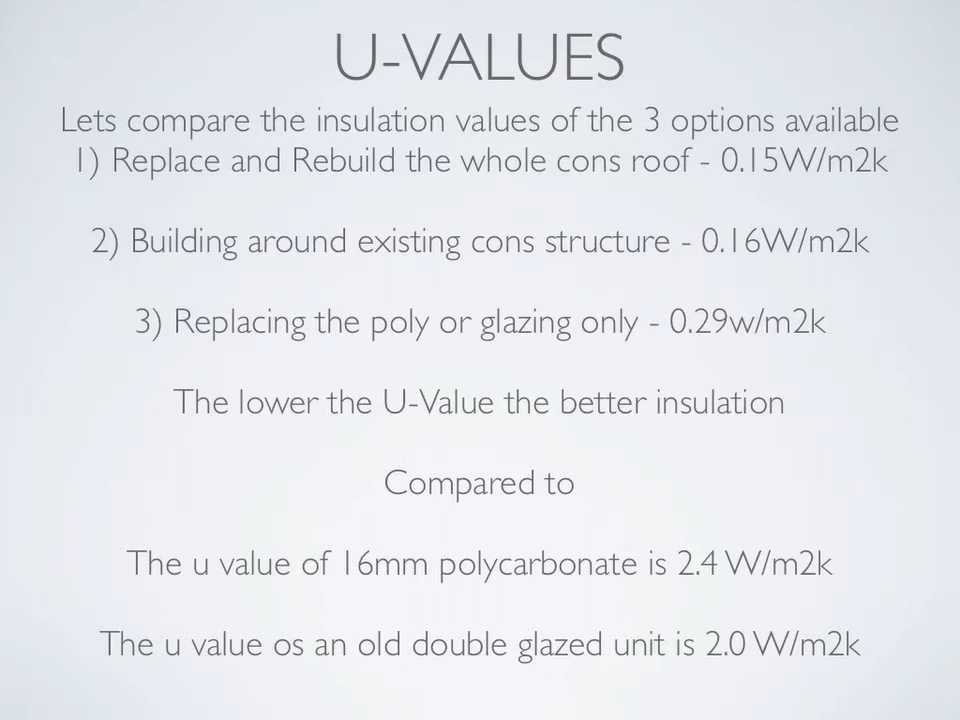 U-VALUES
Lets compare the insulation values of the 3 options available
1) Replace and Rebuild the whole cons roof - 0.15W/m2k
2) Building around existing cons structure - 0.16W/m2k
3) Replacing the poly or glazing only - 0.29w/m2k
The lower the U-Value the better insulation
Compared to
The u value of 16mm polycarbonate is 2.4 W/m2k
The u value os an old double glazed unit is 2.0 W/m2k